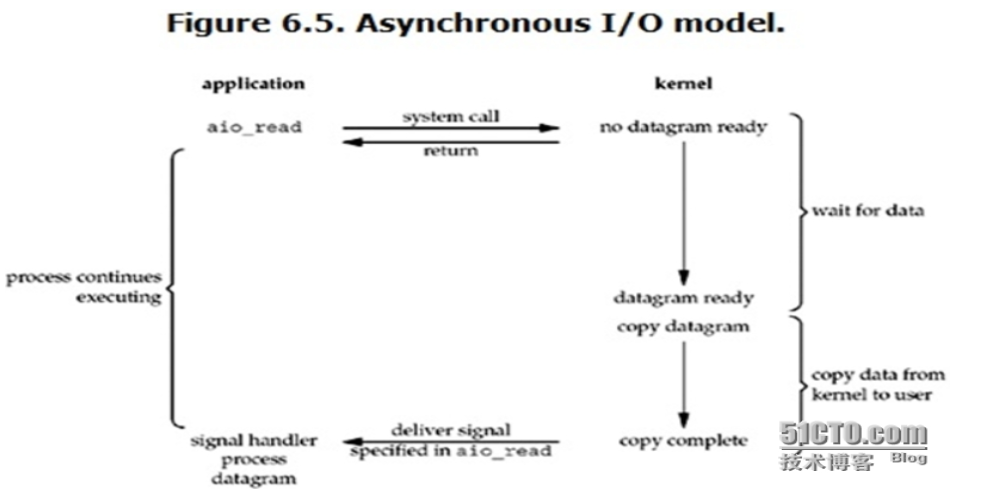 Figure 6.5. Asynchronous I/O model.
application
kernel
aio_read
system call
no datagram ready
return
wait for data
process continues
executing
datagram ready
copy datagram
copy data from
kernel to user
deliver signal
signal handler
specified in aio_read
copy complete
process
datagram
51CTO.com
技术博客 Blog